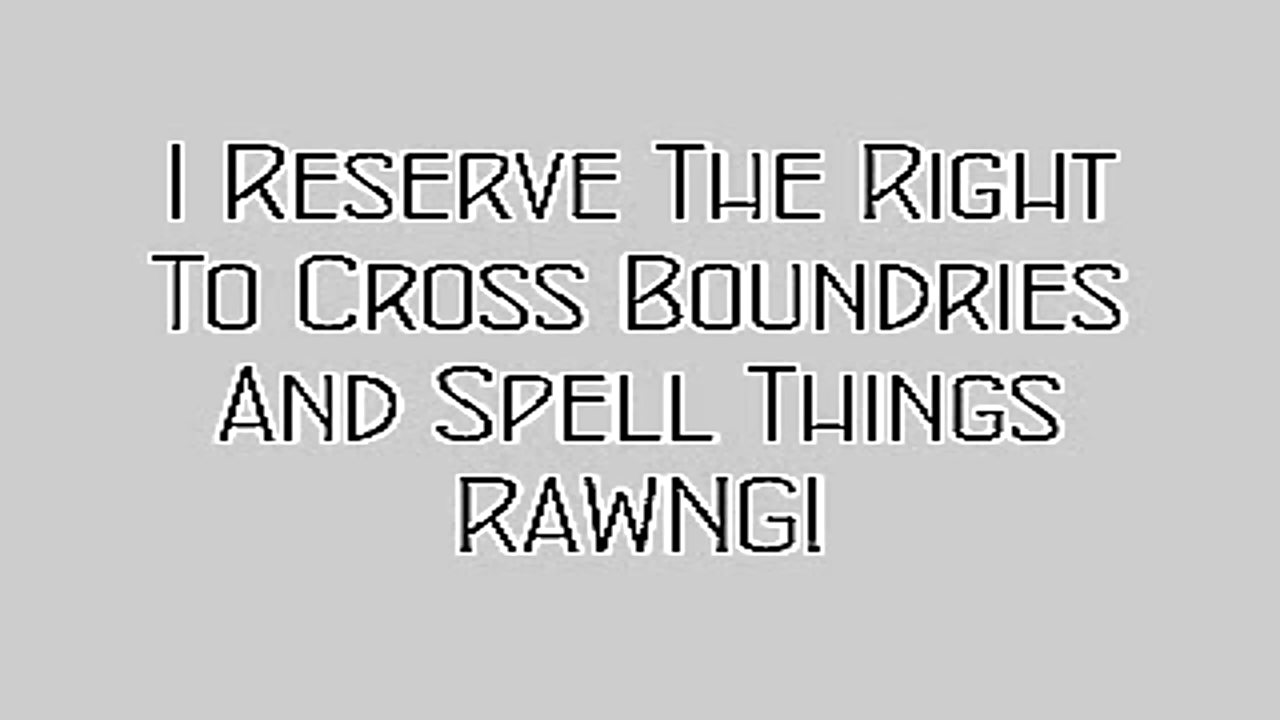 I Reserve The Right
To Cross Boundries
And Spell Things
RAWNG!